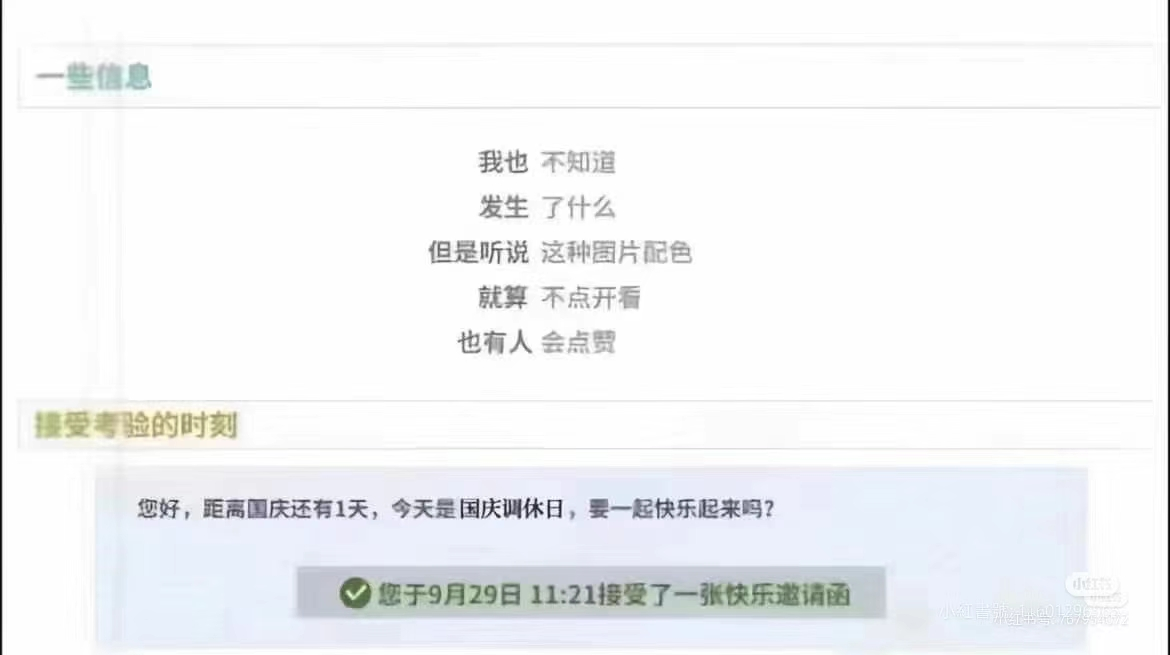 一些信息
我也 不知道
发生 了什么
但是听说 这种图片配色
就算 不点开看
也有人 会点赞
接受考验的时刻
您好，距离国庆还有1天，今天是国庆调休日，要一起快乐起来吗？
您于9月29日 11:21接受了一张快乐邀请函